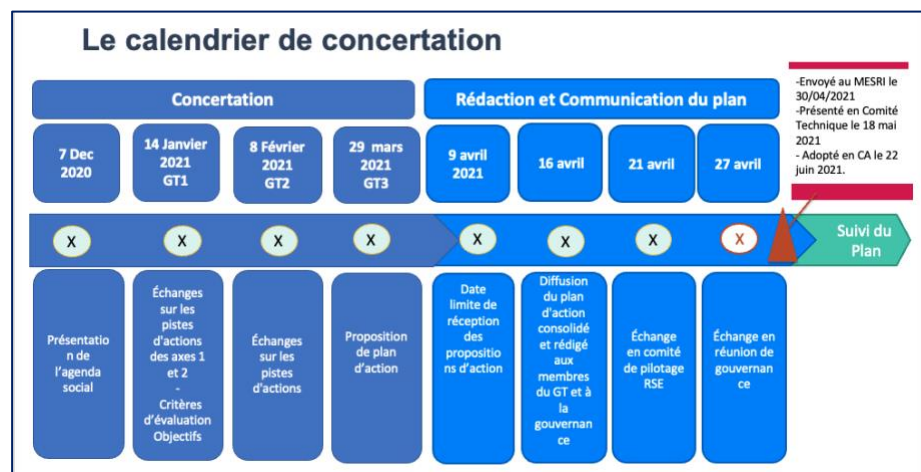 Le calendrier de concertation
-Envoyé au MESRI le
30/04/2021
-Présenté en Comité
Technique le 18 mai
2021
- Adopté en CA le 22
juin 2021.
Concertation
Rédaction et Communication du plan
7 Dec
2020
14 Janvier
2021
GT1
8 Février
2021
GT2
29 mars
2021
GT3
9 avril
2021
16 avril
21 avril
27 avril
X
X
X
X
X
X
X
X
Suivi du
Plan
Présentatio
n de
l'agenda
social
Échanges
sur les
pistes
d'actions
des axes 1
et 2
-
Critères
d'évaluation
Objectifs
Échanges
sur les
pistes
d'actions
Proposition
de plan
d'action
Date
limite de
réception
des
propositio
ns d'action
Diffusion
du plan
d'action
consolidé
et rédigé
aux
membres
du GT et à
la
gouverna
nce
Échange
en comité
de pilotage
RSE
Échange en
réunion de
gouvern
ance